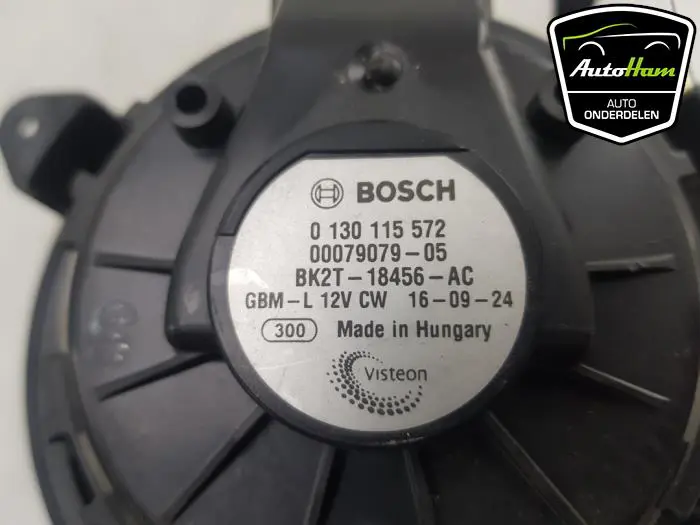 AutoHam
AUTO
ONDERDELEN
BOSCH
0 130 115 572
00079079-05
BK2T-18456-AC
GBM-L 12V CW 16-09-24
300 Made in Hungary
Visteon